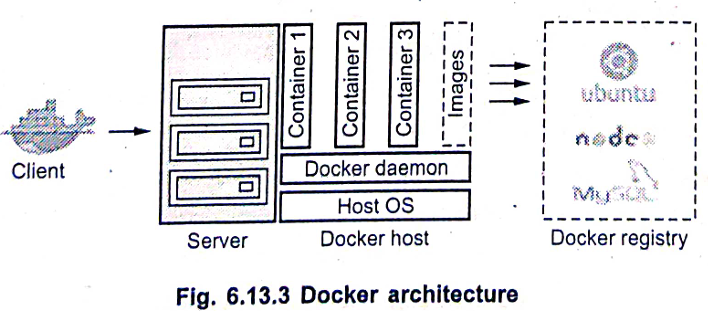 Container 1
Container 2
Container 3
Images
ubuntu
Client
Docker daemon
Host OS
MySQL
Server
Docker host
Docker registry
Fig. 6.13.3 Docker architecture